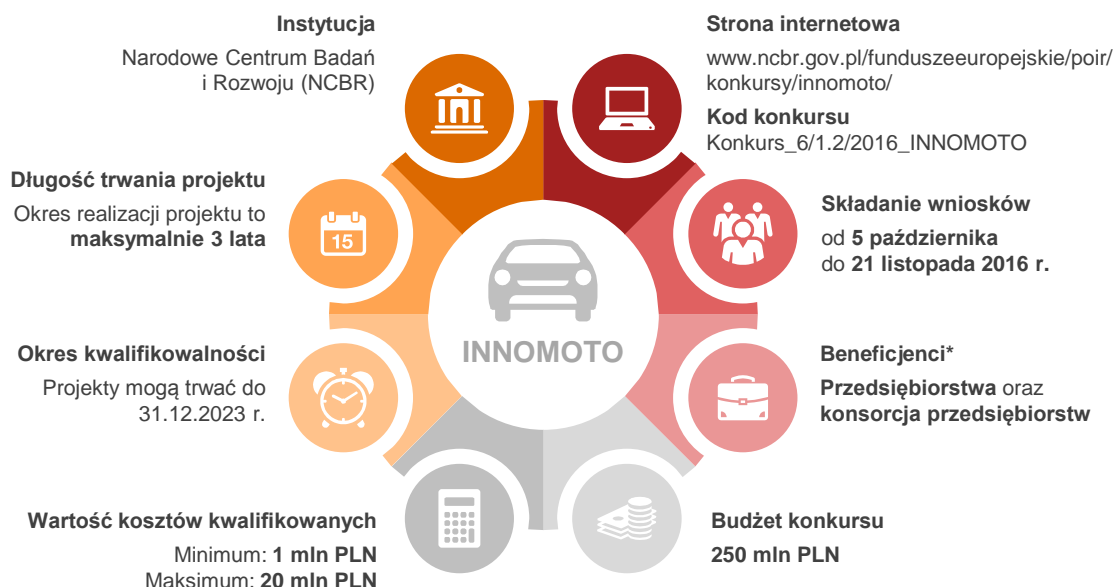 Instytucja
Narodowe Centrum Badań
i Rozwoju (NCBR)
Strona internetowa
www.ncbr.gov.pl/funduszeeuropejskie/poir/
konkursy/innomoto/
Kod konkursu
Konkurs_6/1.2/2016_INNOMOTO
Długość trwania projektu
Okres realizacji projektu to
maksymalnie 3 lata
15
Składanie wniosków
od 5 października
do 21 listopada 2016 r.
INNOMOTO
Okres kwalifikowalności
Projekty mogą trwać do
31.12.2023 r.
Beneficjenci*
Przedsiębiorstwa oraz
konsorcja przedsiębiorstw
Wartość kosztów kwalifikowanych
Minimum: 1 mln PLN
Maksimum: 20 mln PLN
Budżet konkursu
250 mln PLN